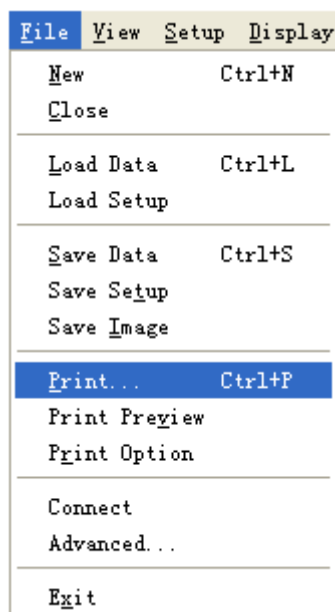 File View Setup Display
New Ctrl+N
Close
Load Data Ctrl+L
Load Setup
Save Data Ctrl+S
Save Setup
Save Image
Print... Ctrl+P
Print Preview
Print Option
Connect
Advanced...
Exit